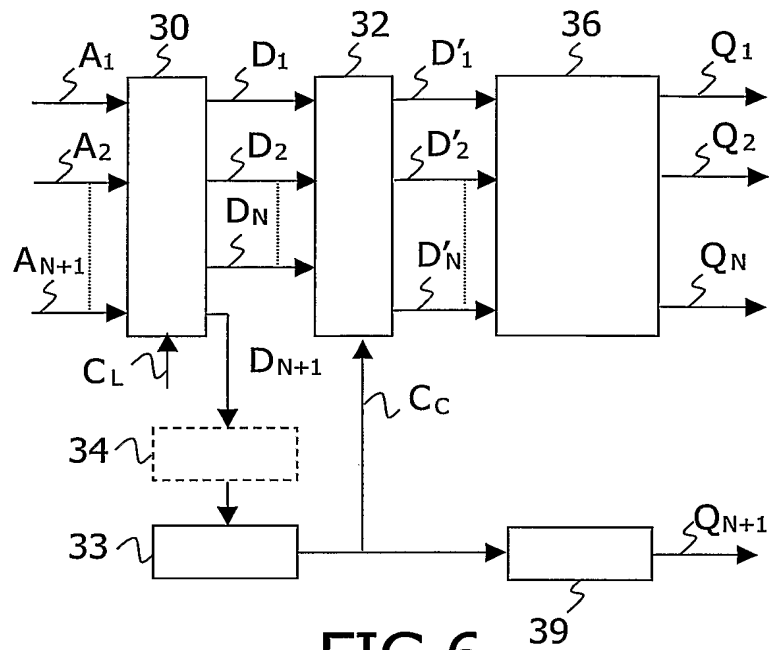 30 32 36
A1 D1 D'1 Q1
A2 D2 D'2 Q2
AN+1 DN D'N QN
CL DN+1 CC
34
33 QN+1
39
FIG.6